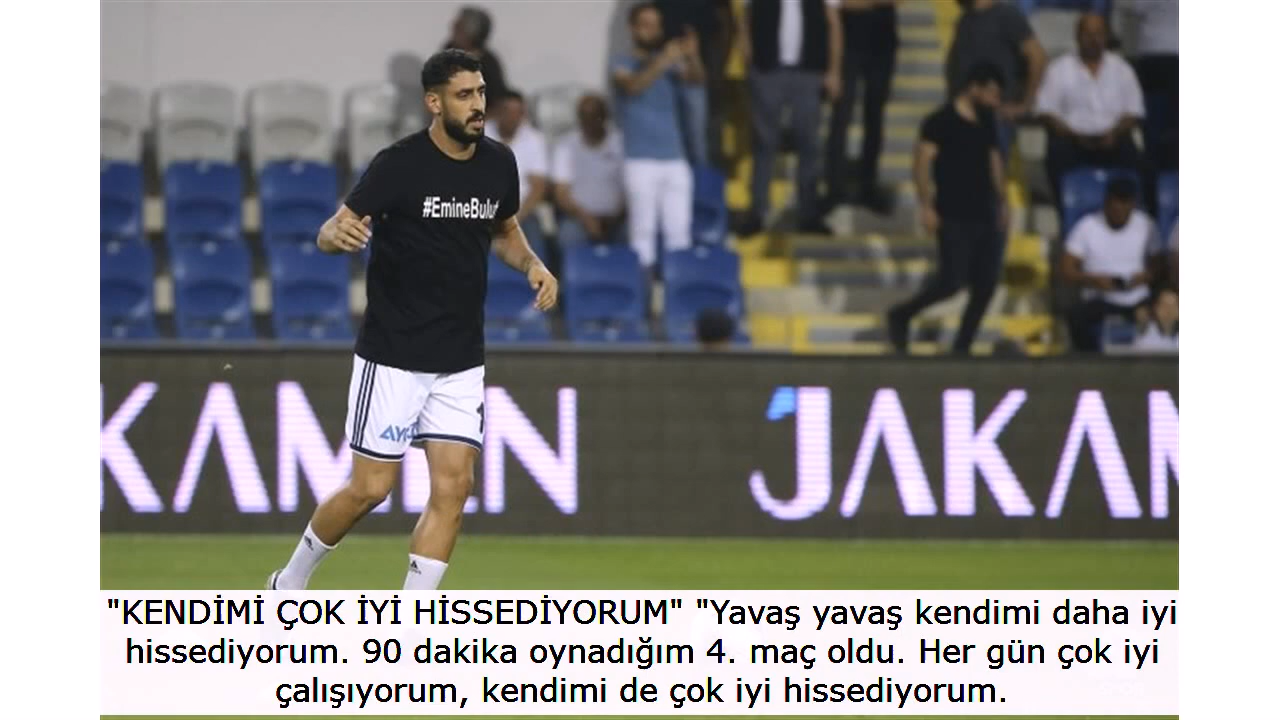 #EmineBulut
KAMEN
JAKAM
"KENDİMİ ÇOK İYİ HİSSEDİYORUM" "Yavaş yavaş kendimi daha iyi
hissediyorum. 90 dakika oynadığım 4. maç oldu. Her gün çok iyi
çalışıyorum, kendimi de çok iyi hissediyorum.